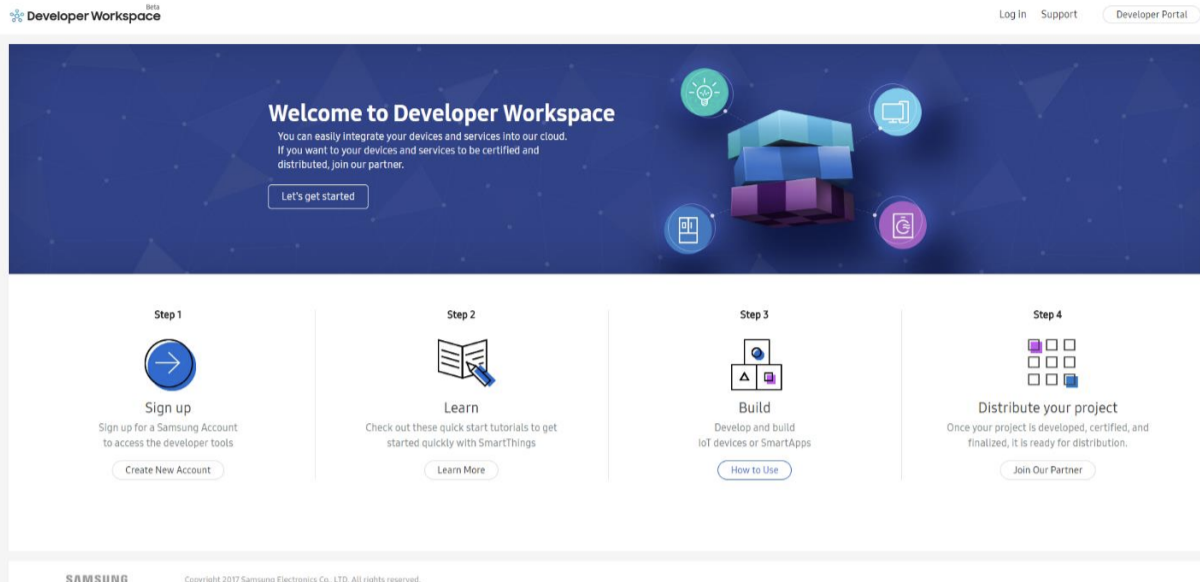 Beta
Developer Workspace
Log In Support Developer Portal
Welcome to Developer Workspace
You can easily integrate your devices and services into our cloud.
If you want to your devices and services to be certified and
distributed, join our partner.
Let's get started
Step 1
Sign up
Sign up for a Samsung Account
to access the developer tools
Create New Account
Step 2
Learn
Check out these quick start tutorials to get
started quickly with SmartThings
Learn More
Step 3
Build
Develop and build
IoT devices or SmartApps
How to Use
Step 4
Distribute your project
Once your project is developed, certified, and
finalized, it is ready for distribution.
Join Our Partner
SAMSUNG
Copyright 2017 Samsung Electronics Co., LTD. All rights reserved.